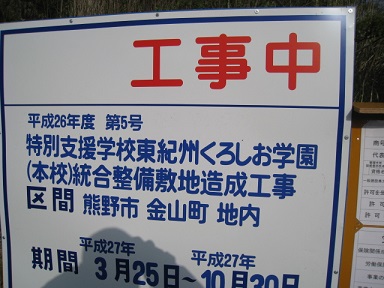 工事中
平成26年度 第5号
特別支援学校東紀州くろしお学園
(本校)統合整備敷地造成工事
区間 熊野市 金山町 地内
平成27年 平成27年
期間 3月25日~10月30日